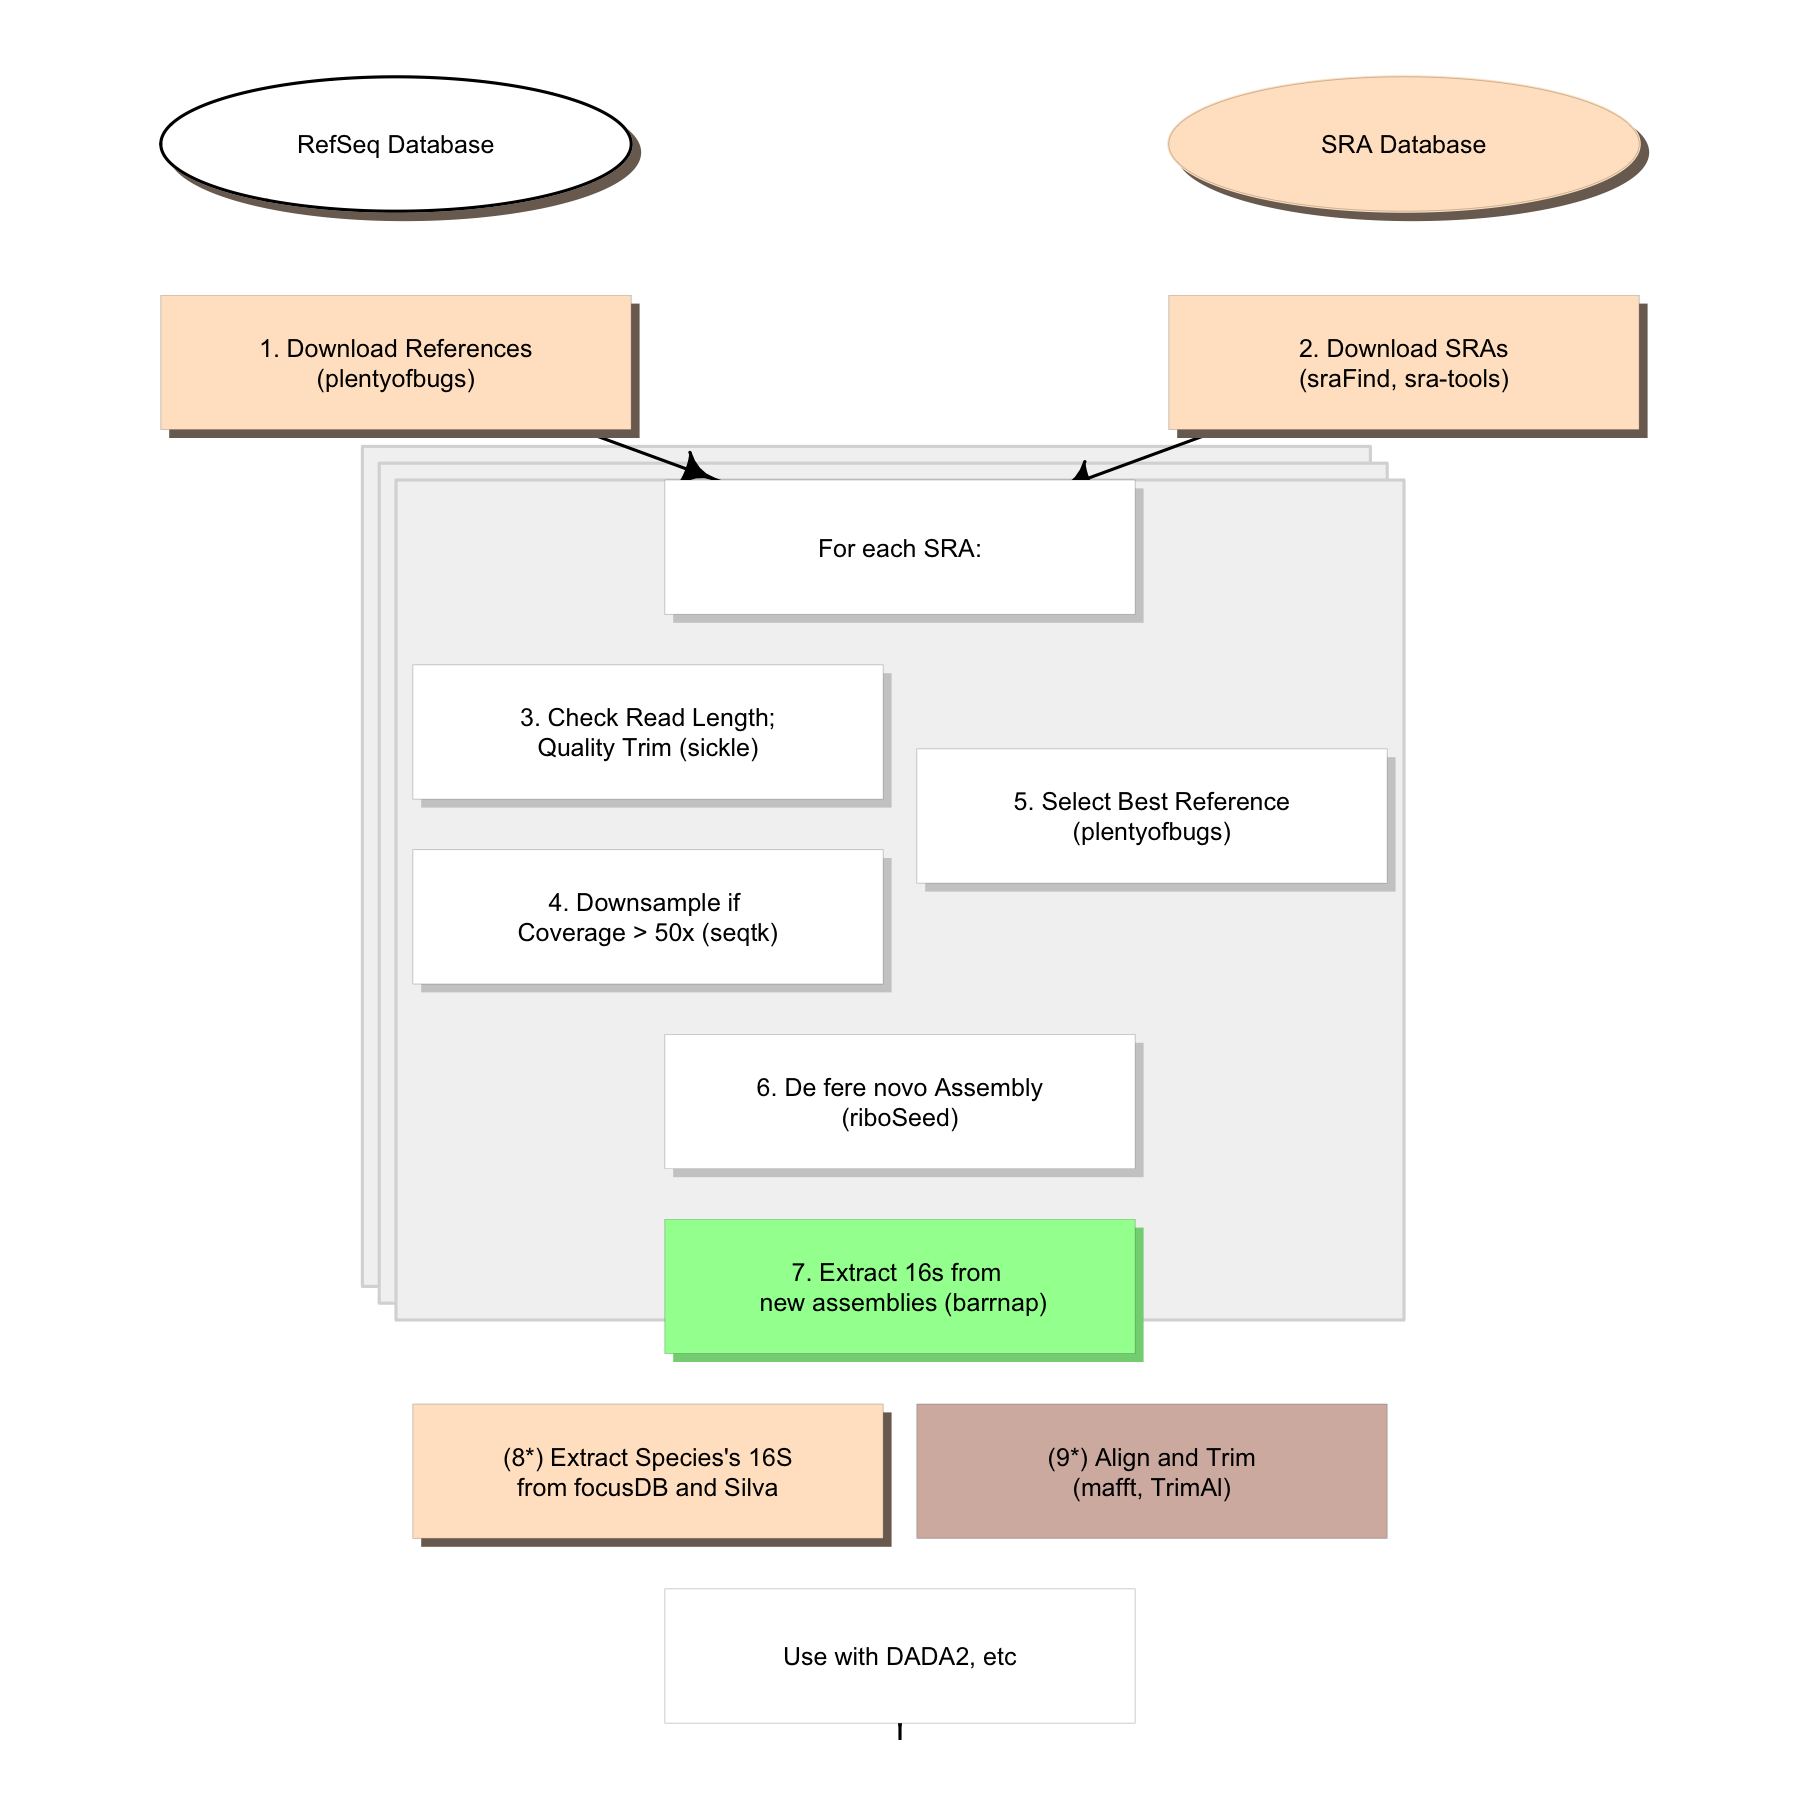 RefSeq Database
SRA Database
1. Download References
(plentyofbugs)
2. Download SRAs
(sraFind, sra-tools)
For each SRA:
3. Check Read Length;
Quality Trim (sickle)
5. Select Best Reference
(plentyofbugs)
4. Downsample if
Coverage > 50x (seqtk)
6. De fere novo Assembly
(riboSeed)
7. Extract 16s from
new assemblies (barrnap)
(8*) Extract Species's 16S
from focusDB and Silva
(9*) Align and Trim
(mafft, TrimAl)
Use with DADA2, etc